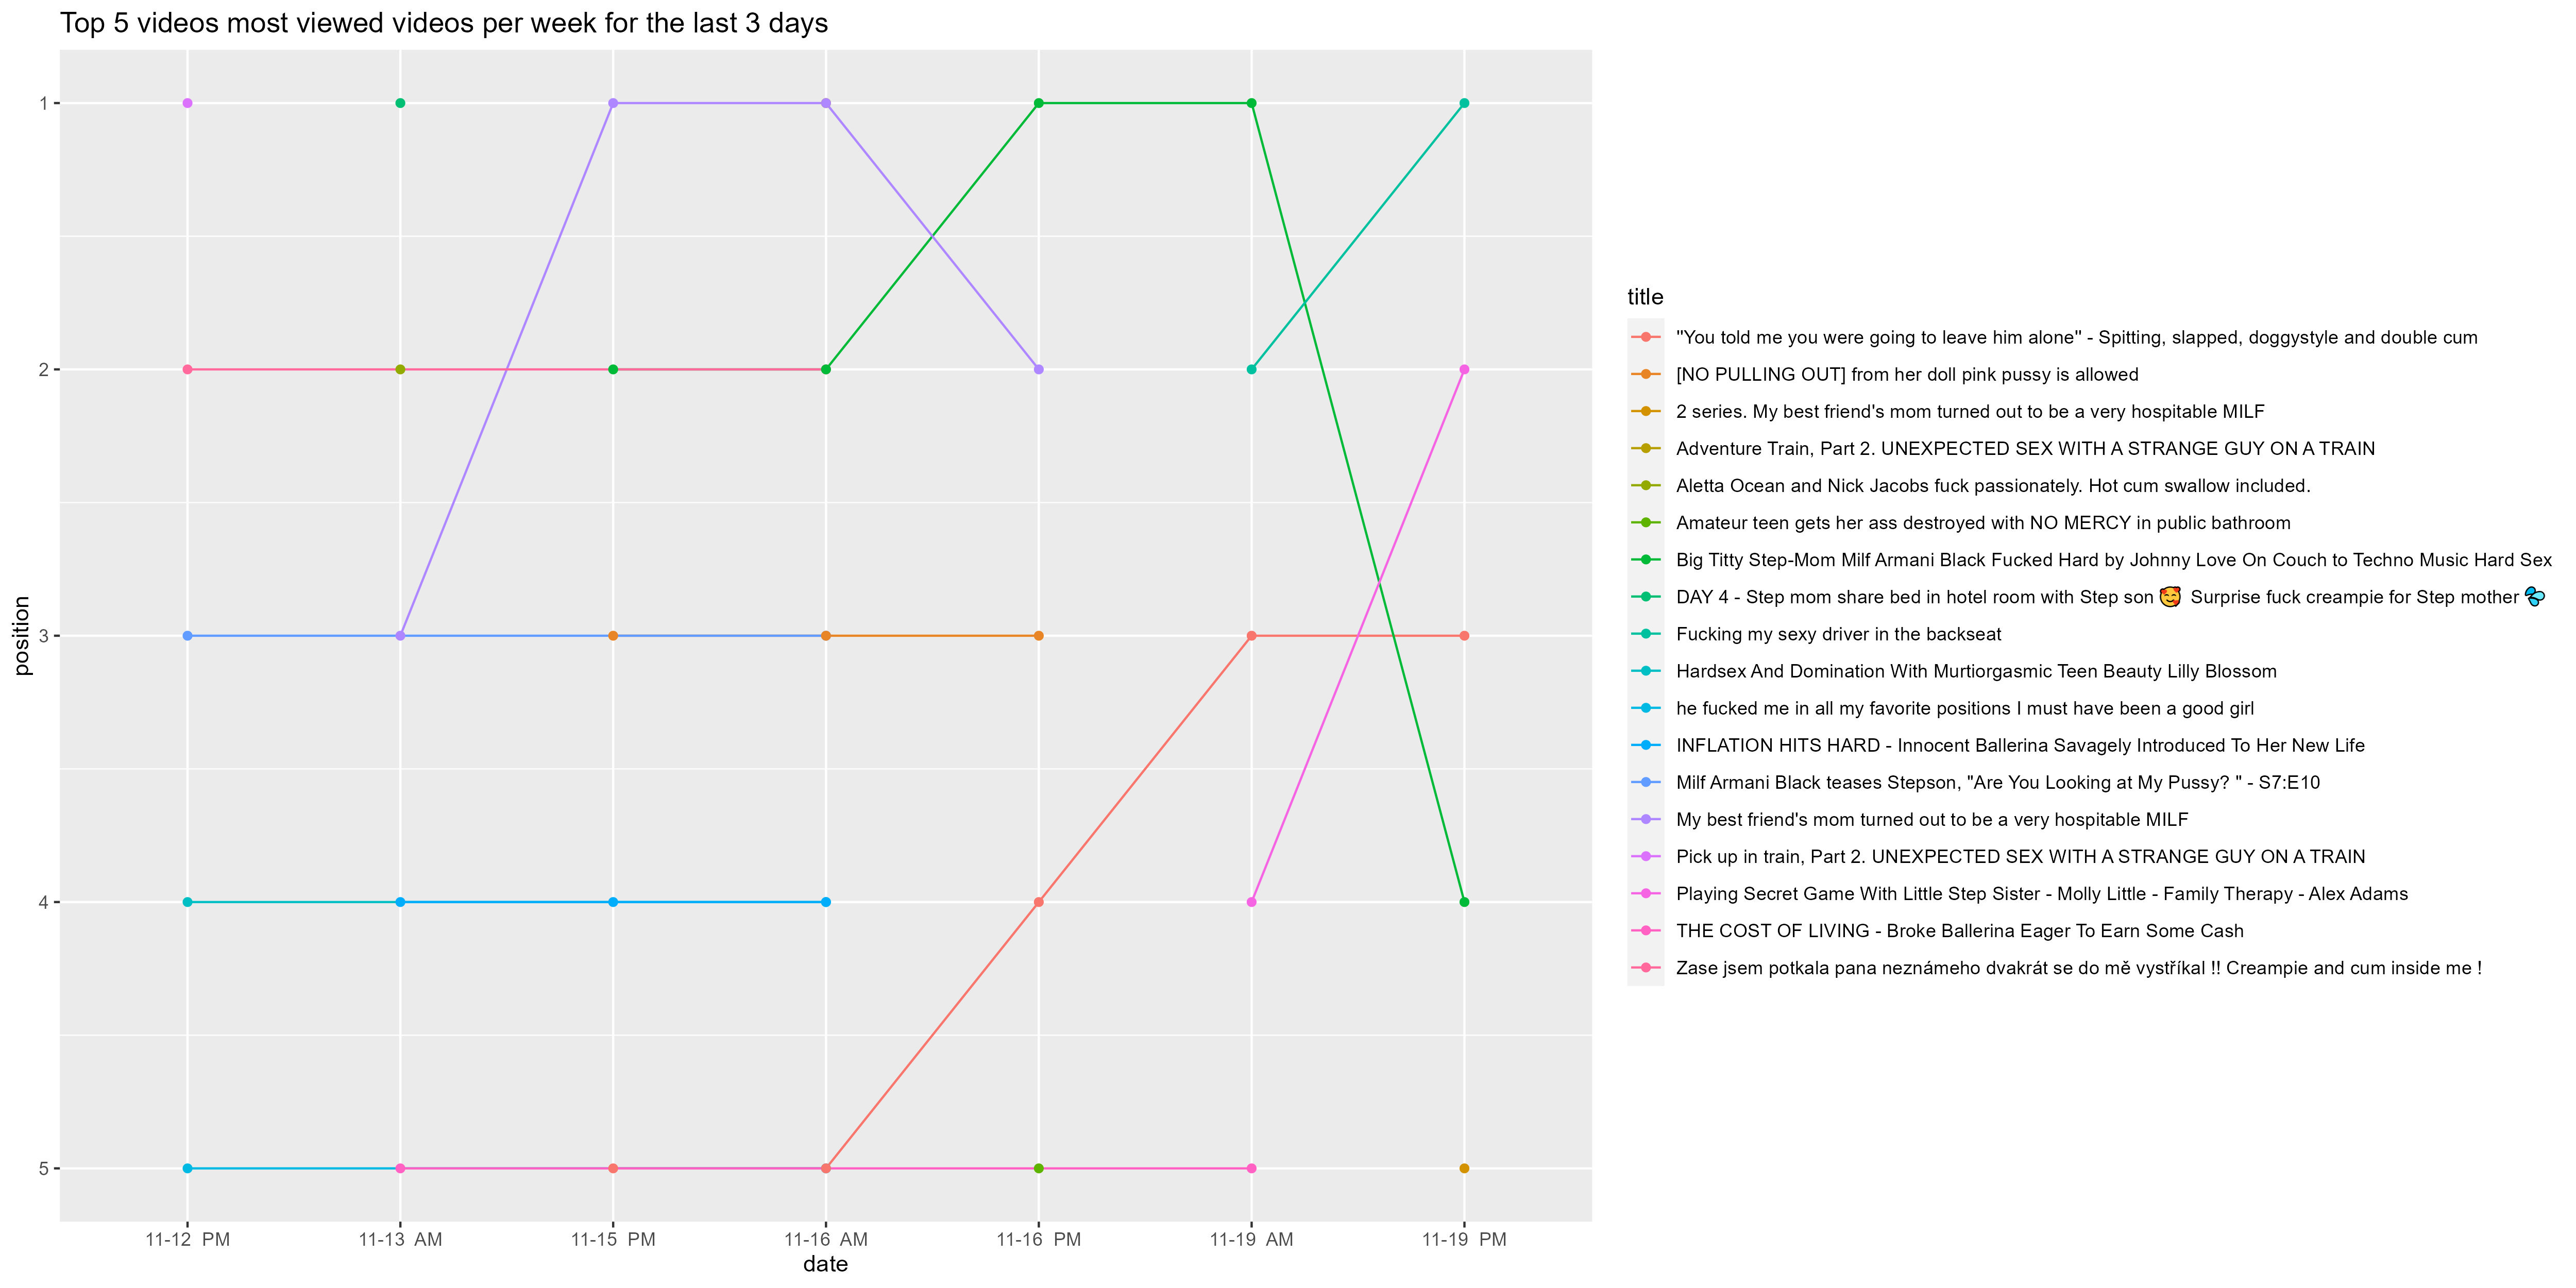 Top 5 videos most viewed videos per week for the last 3 days
position
1
2
3
4
5
11-12 PM
11-13 AM
11-15 PM
11-16 AM
11-16 PM
11-19 AM
11-19 PM
date
title
"You told me you were going to leave him alone" - Spitting, slapped, doggystyle and double cum
[NO PULLING OUT] from her doll pink pussy is allowed
2 series. My best friend's mom turned out to be a very hospitable MILF
Adventure Train, Part 2. UNEXPECTED SEX WITH A STRANGE GUY ON A TRAIN
Aletta Ocean and Nick Jacobs fuck passionately. Hot cum swallow included.
Amateur teen gets her ass destroyed with NO MERCY in public bathroom
Big Titty Step-Mom Milf Armani Black Fucked Hard by Johnny Love On Couch to Techno Music Hard Sex
DAY 4 - Step mom share bed in hotel room with Step son 🥰 Surprise fuck creampie for Step mother 💦
Fucking my sexy driver in the backseat
Hardsex And Domination With Murtiorgasmic Teen Beauty Lilly Blossom
he fucked me in all my favorite positions I must have been a good girl
INFLATION HITS HARD - Innocent Ballerina Savagely Introduced To Her New Life
Milf Armani Black teases Stepson, "Are You Looking at My Pussy? " - S7:E10
My best friend's mom turned out to be a very hospitable MILF
Pick up in train, Part 2. UNEXPECTED SEX WITH A STRANGE GUY ON A TRAIN
Playing Secret Game With Little Step Sister - Molly Little - Family Therapy - Alex Adams
THE COST OF LIVING - Broke Ballerina Eager To Earn Some Cash
Zase jsem potkala pana neznámeho dvakrát se do mě vystříkal !! Creampie and cum inside me !